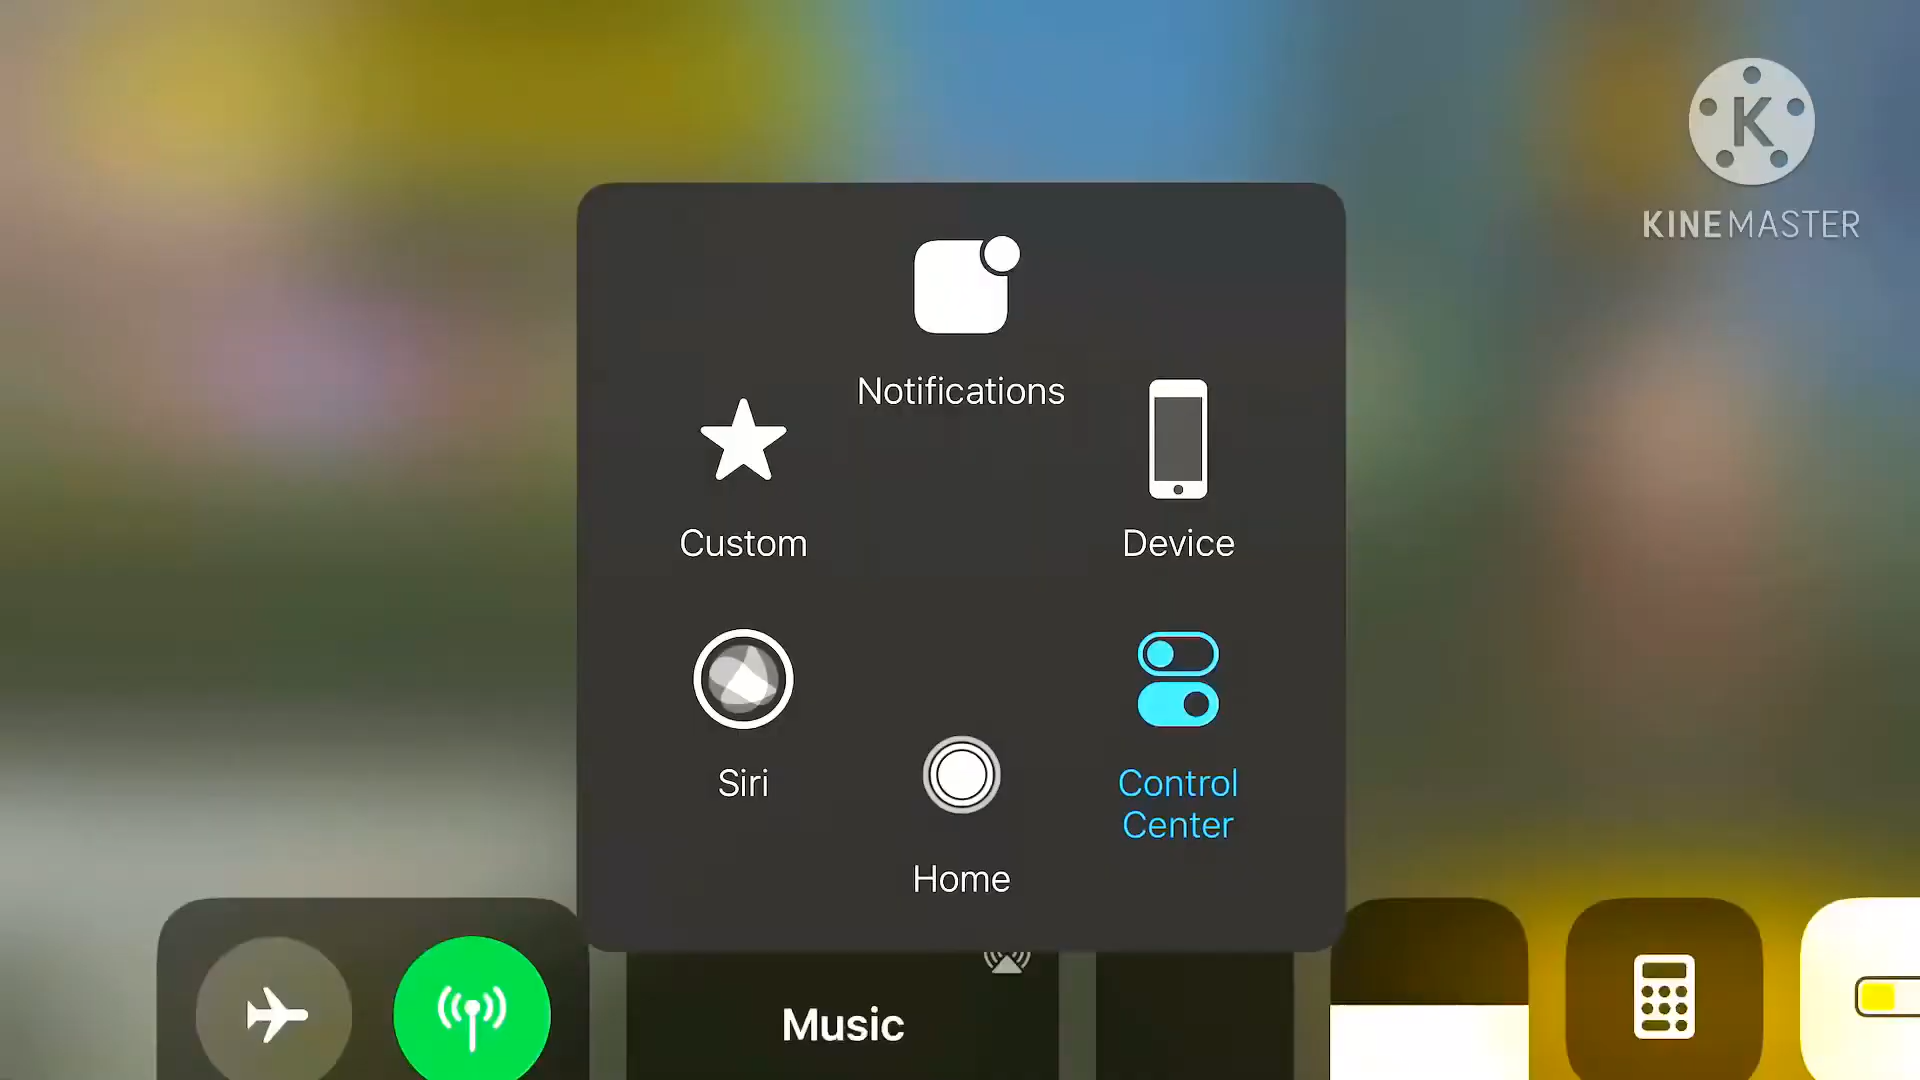 K
KINEMASTER
Notifications
Custom
Device
Siri
Control
Center
Home
Music